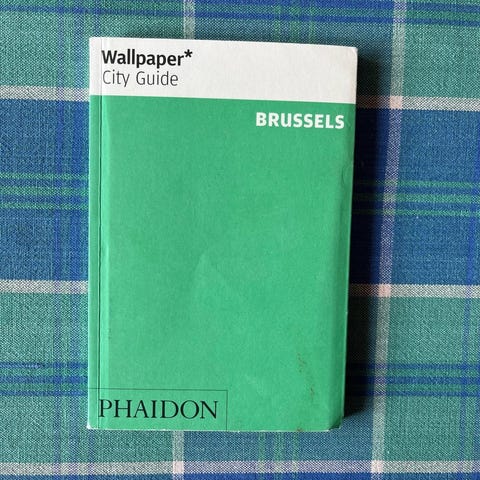 Wallpaper*
City Guide
BRUSSELS
PHAIDON